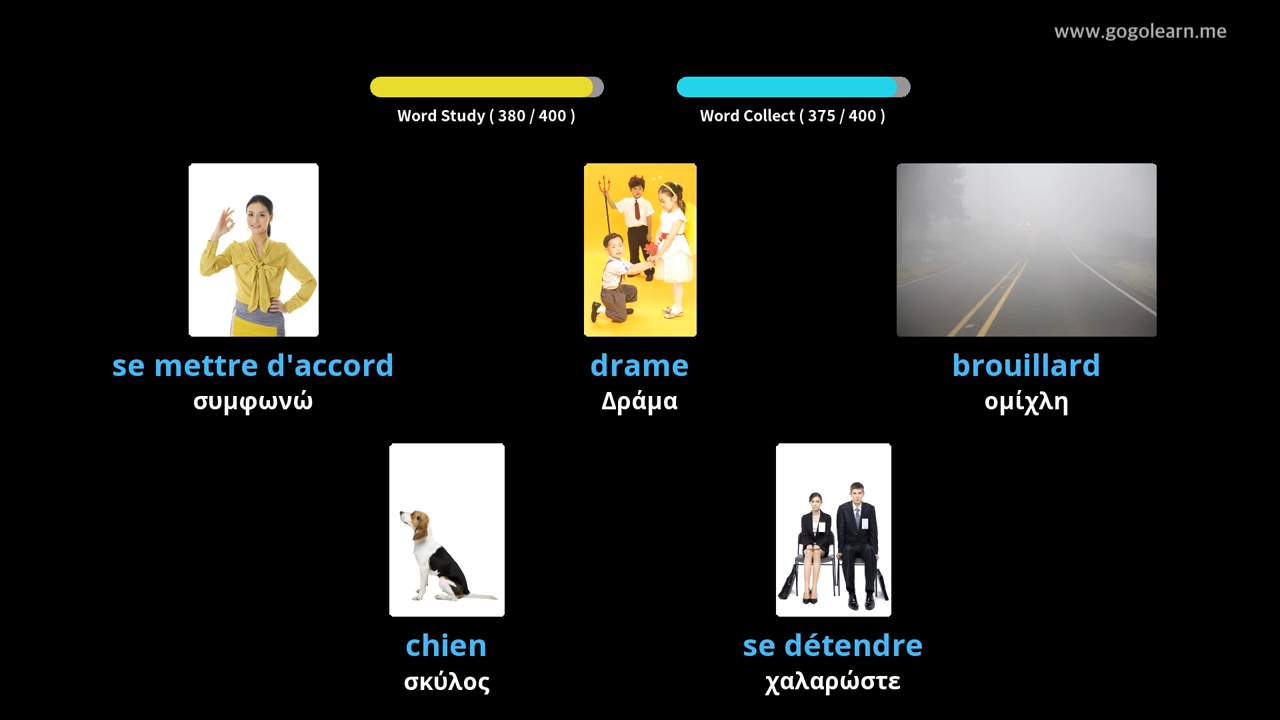 www.gogolearn.me
Word Study ( 380 / 400 )
Word Collect ( 375 / 400 )
se mettre d'accord
συμφωνώ
drame
Δράμα
brouillard
ομίχλη
chien
σκύλος
se détendre
χαλαρώστε